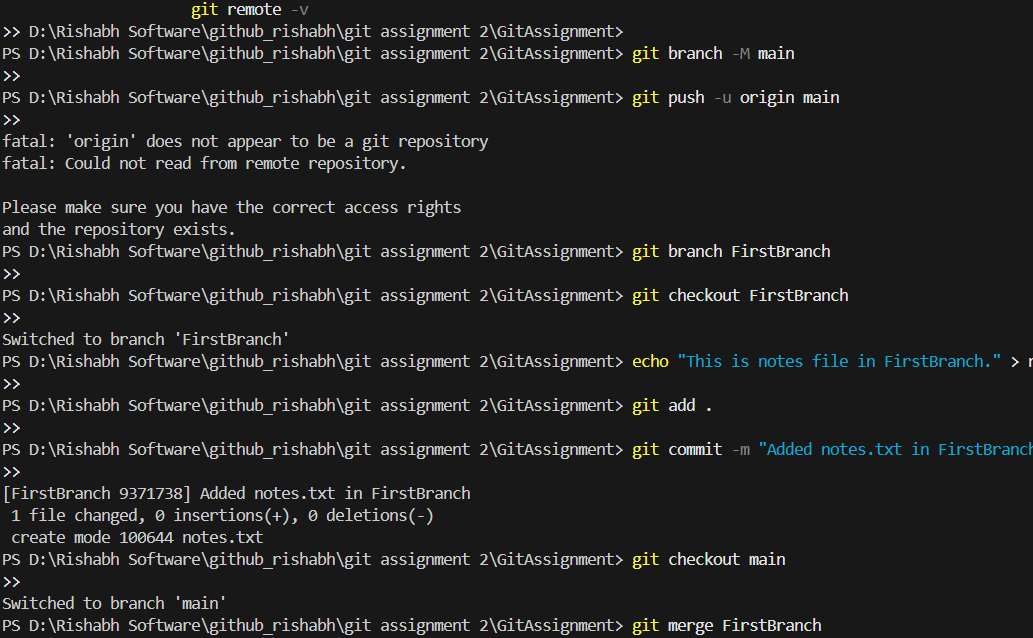 git remote -v
>> D:\Rishabh Software\github_rishabh\git assignment 2\GitAssignment>
PS D:\Rishabh Software\github_rishabh\git assignment 2\GitAssignment> git branch -M main
>>
PS D:\Rishabh Software\github_rishabh\git assignment 2\GitAssignment> git push -u origin main
>>
fatal: 'origin' does not appear to be a git repository
fatal: Could not read from remote repository.

Please make sure you have the correct access rights
and the repository exists.
PS D:\Rishabh Software\github_rishabh\git assignment 2\GitAssignment> git branch FirstBranch
>>
PS D:\Rishabh Software\github_rishabh\git assignment 2\GitAssignment> git checkout FirstBranch
>>
Switched to branch 'FirstBranch'
PS D:\Rishabh Software\github_rishabh\git assignment 2\GitAssignment> echo "This is notes file in FirstBranch." >
>>
PS D:\Rishabh Software\github_rishabh\git assignment 2\GitAssignment> git add .
>>
PS D:\Rishabh Software\github_rishabh\git assignment 2\GitAssignment> git commit -m "Added notes.txt in FirstBranch
>>
[FirstBranch 9371738] Added notes.txt in FirstBranch
 1 file changed, 0 insertions(+), 0 deletions(-)
 create mode 100644 notes.txt
PS D:\Rishabh Software\github_rishabh\git assignment 2\GitAssignment> git checkout main
>>
Switched to branch 'main'
PS D:\Rishabh Software\github_rishabh\git assignment 2\GitAssignment> git merge FirstBranch